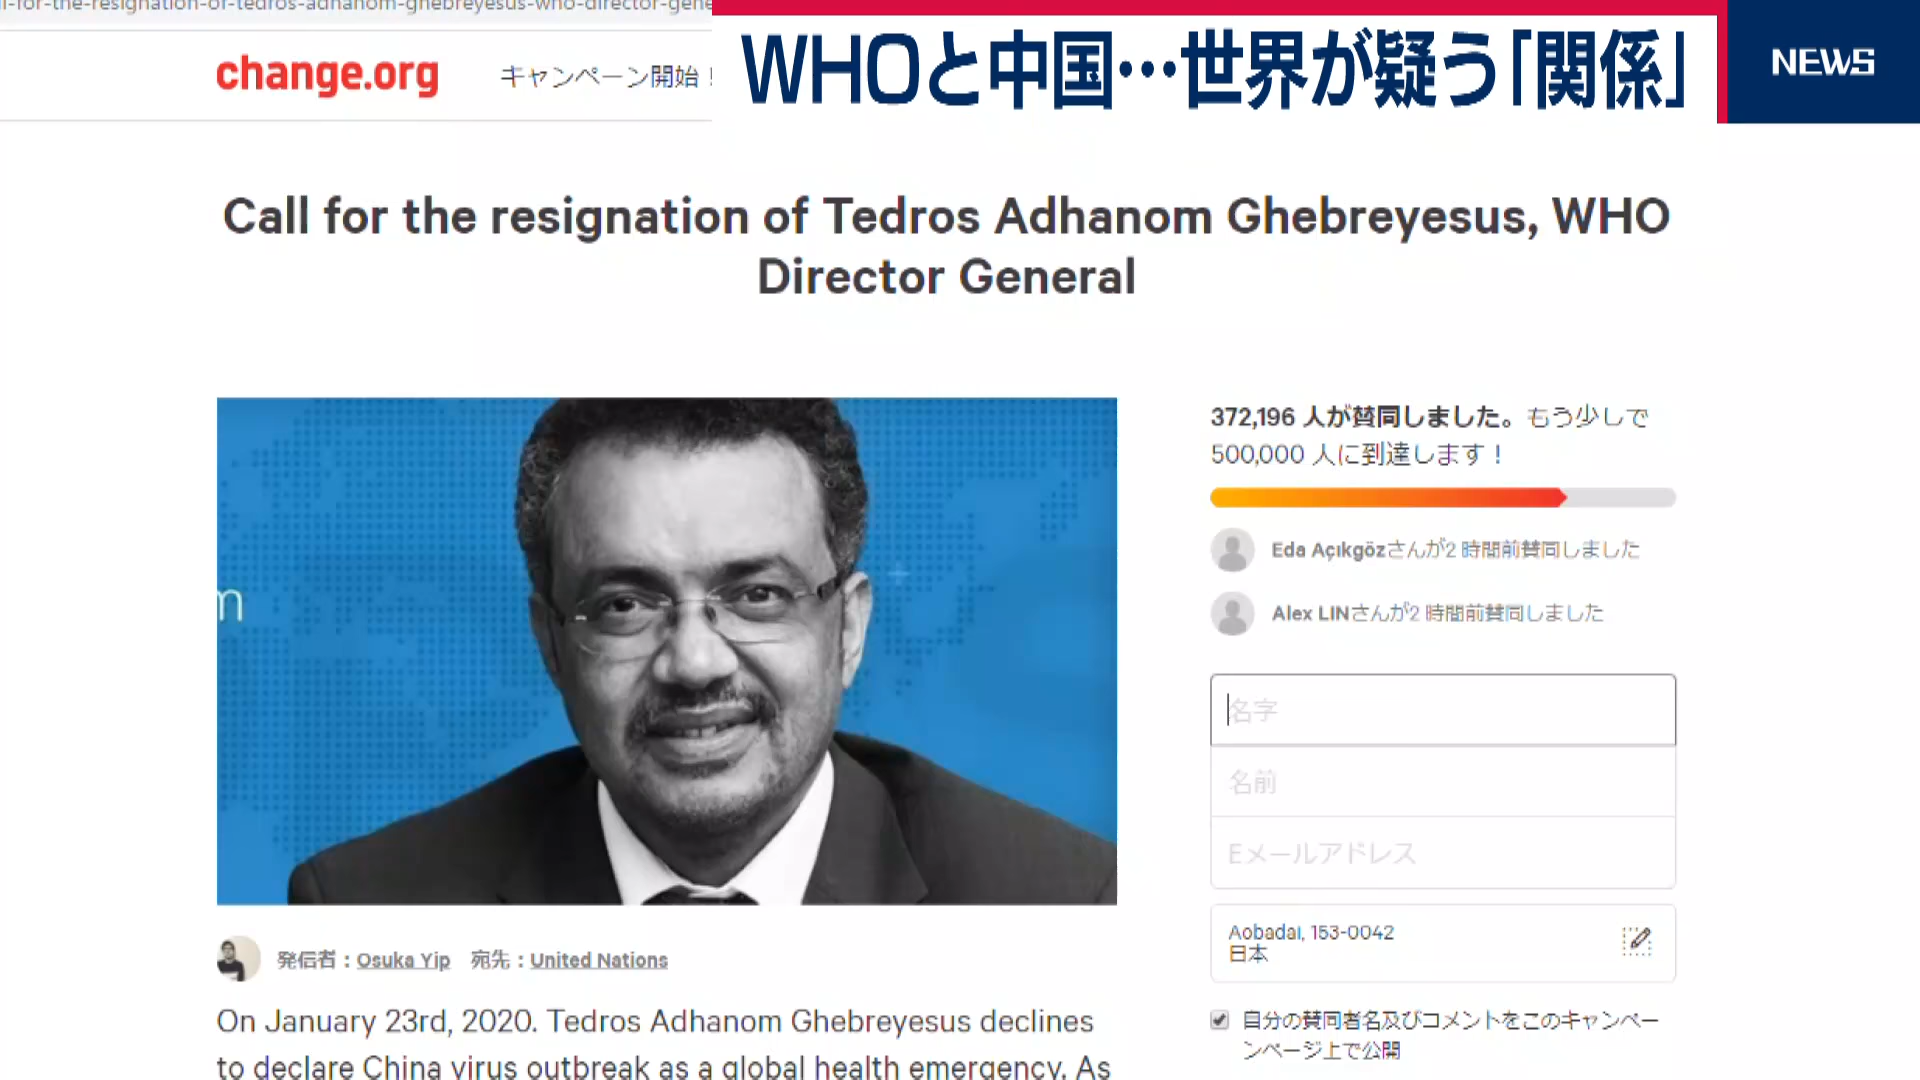 change.org
キャンペーン開始
WHOと中国…世界が疑う「関係」
NEWS
Call for the resignation of Tedros Adhanom Ghebreyesus, WHO
Director General
372,196 人が賛同しました。もう少しで
500,000 人に到達します！
Eda Açıkgözさんが2 時間前賛同しました
Alex LINさんが2 時間前賛同しました
名字
名前
Eメールアドレス
Aobadai, 153-0042
日本
自分の賛同者名及びコメントをこのキャンペー
ンページ上で公開
m
発信者：Osuka Yip 宛先：United Nations
On January 23rd, 2020. Tedros Adhanom Ghebreyesus declines
to declare China virus outbreak as a global health emergency. As